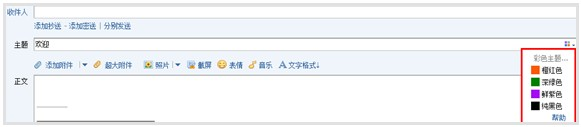 收件人
添加抄送 - 添加密送 | 分别发送
主题 欢迎
彩色主题...
添加附件 超大附件 照片 截屏 表情 音乐 文字格式↓
橙红色
正文
深绿色
鲜紫色
纯黑色
帮助